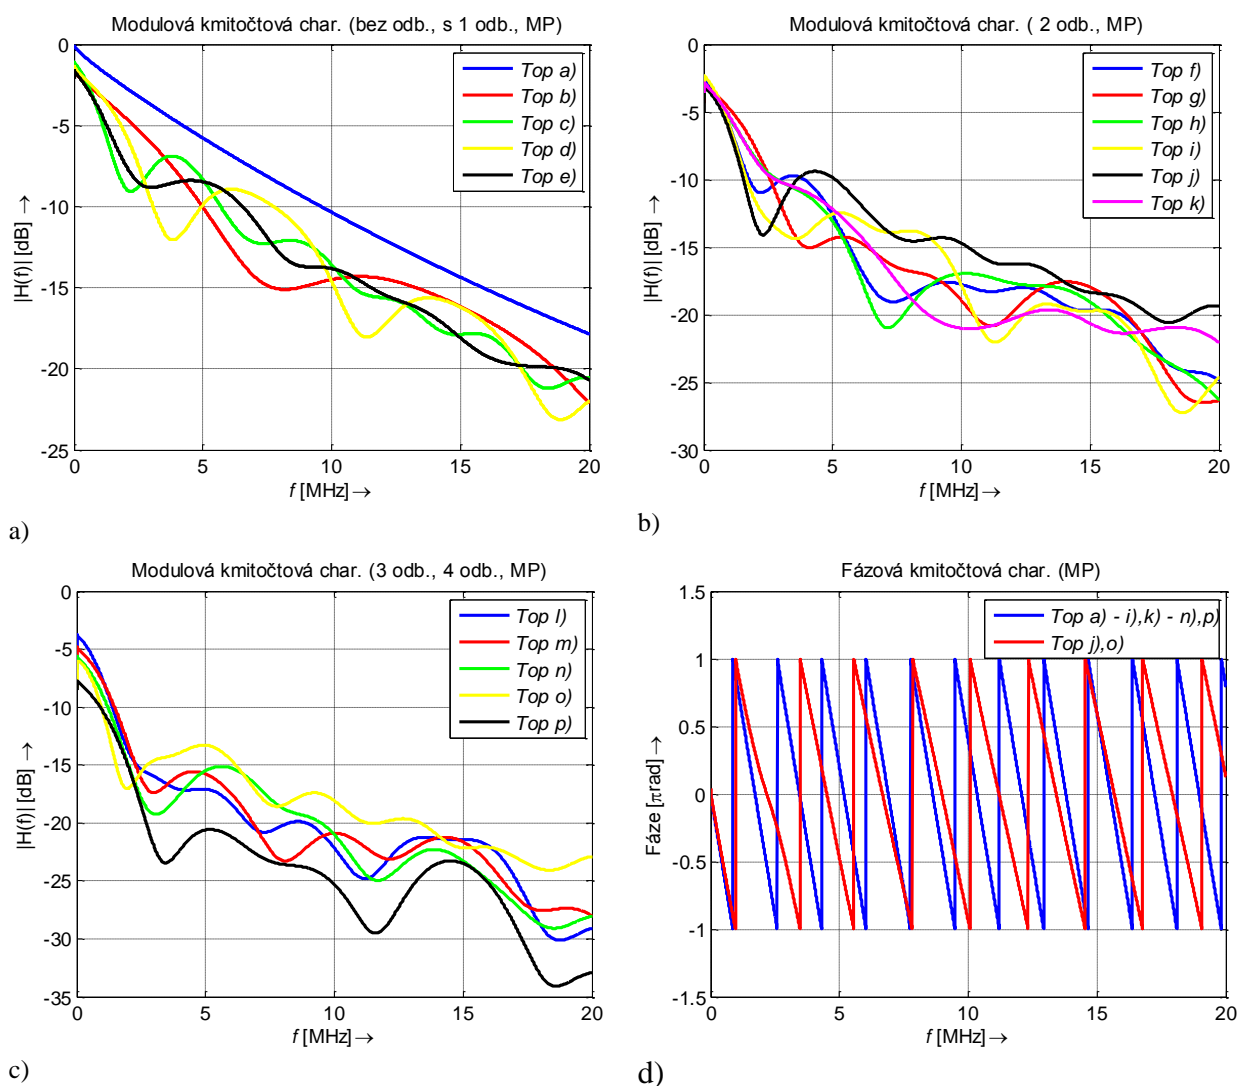 Modulová kmitočtová char. (bez odb., s 1 odb., MP)
|H(f)| [dB] →
0
-5
-10
-15
-20
-25
0
5
10
15
20
f [MHz]→
Top a)
Top b)
Top c)
Top d)
Top e)
a)
Modulová kmitočtová char. ( 2 odb., MP)
|H(f)| [dB] →
0
-5
-10
-15
-20
-25
-30
0
5
10
15
20
f [MHz]→
Top f)
Top g)
Top h)
Top i)
Top j)
Top k)
b)
Modulová kmitočtová char. (3 odb., 4 odb., MP)
|H(f)| [dB] →
0
-5
-10
-15
-20
-25
-30
-35
0
5
10
15
20
f [MHz]→
Top l)
Top m)
Top n)
Top o)
Top p)
c)
Fázová kmitočtová char. (MP)
Fáze [πrad] →
1.5
1
0.5
0
-0.5
-1
-1.5
0
5
10
15
20
f [MHz]→
Top a) - i),k) - n),p)
Top j),o)
d)